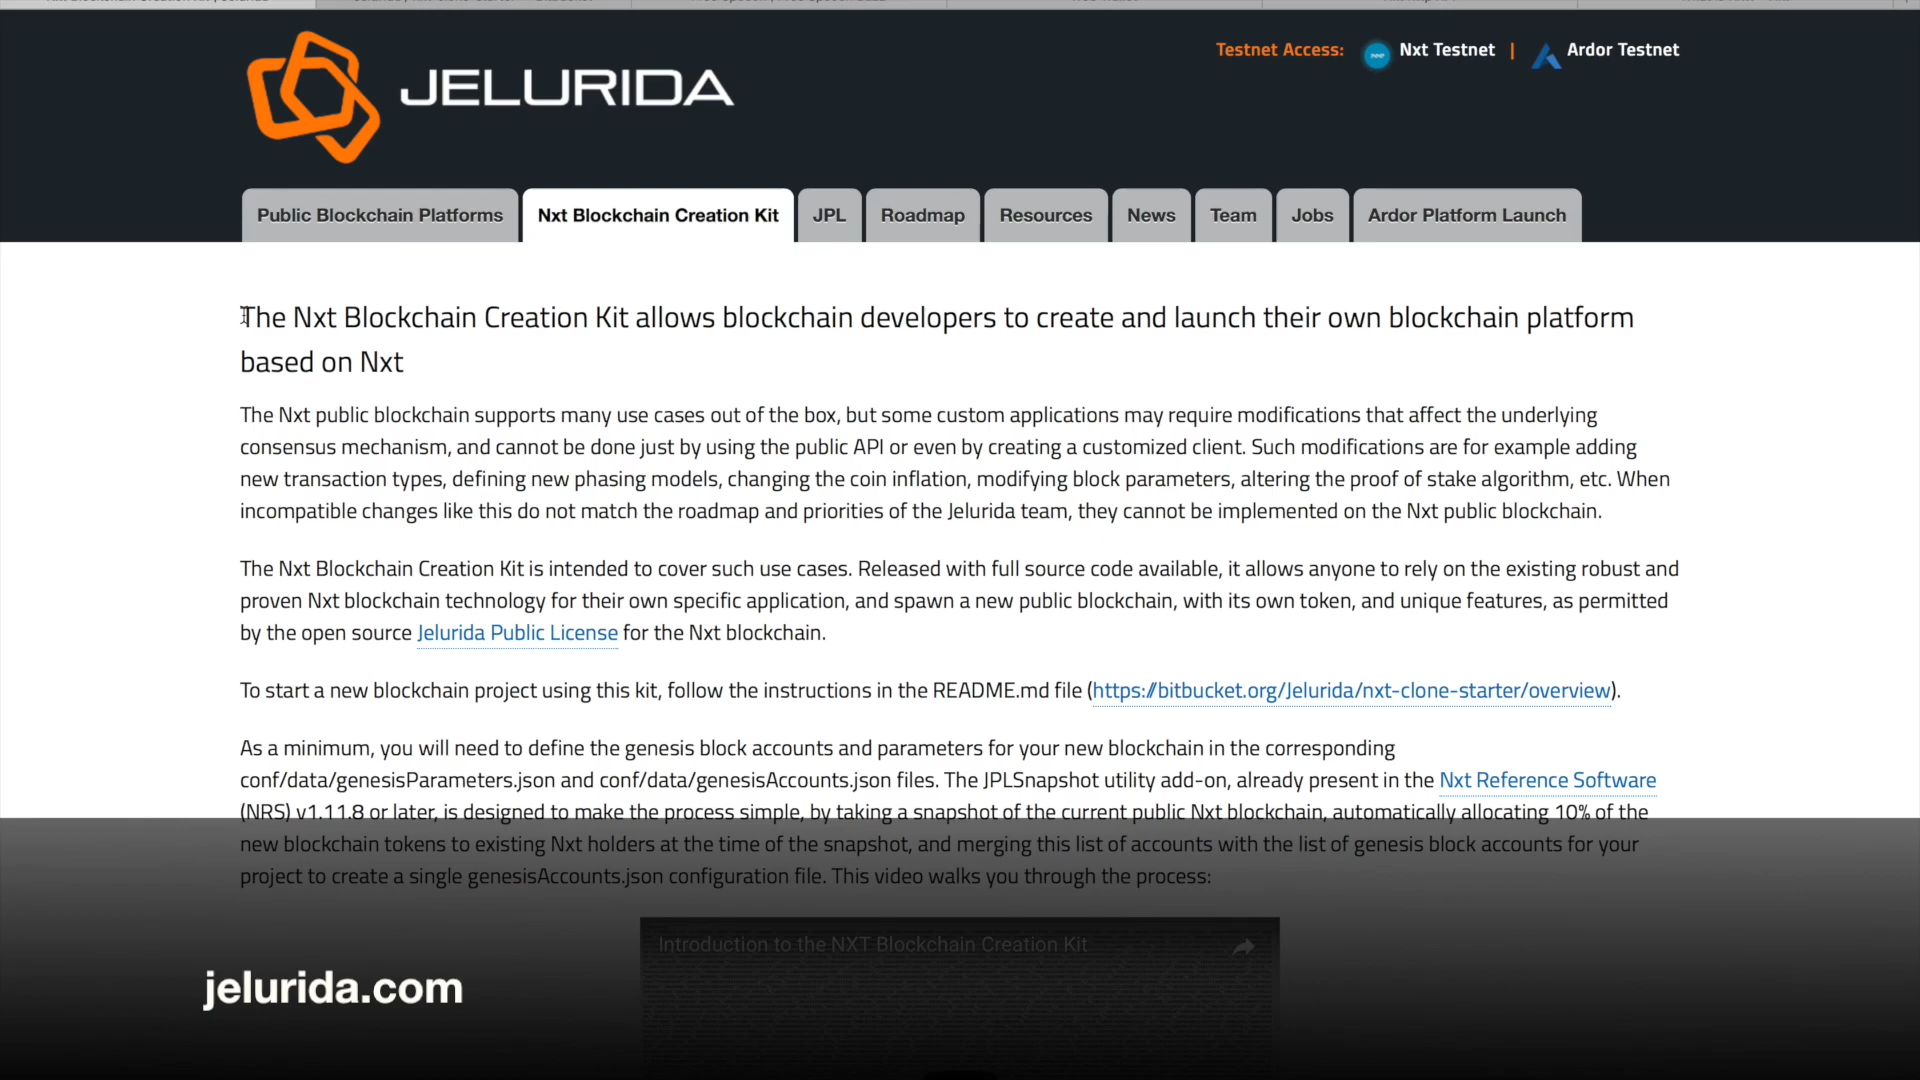 Testnet Access: Nxt Testnet | Ardor Testnet
JELURIDA
Public Blockchain Platforms Nxt Blockchain Creation Kit JPL Roadmap Resources News Team Jobs Ardor Platform Launch
The Nxt Blockchain Creation Kit allows blockchain developers to create and launch their own blockchain platform
based on Nxt
The Nxt public blockchain supports many use cases out of the box, but some custom applications may require modifications that affect the underlying
consensus mechanism, and cannot be done just by using the public API or even by creating a customized client. Such modifications are for example adding
new transaction types, defining new phasing models, changing the coin inflation, modifying block parameters, altering the proof of stake algorithm, etc. When
incompatible changes like this do not match the roadmap and priorities of the Jelurida team, they cannot be implemented on the Nxt public blockchain.
The Nxt Blockchain Creation Kit is intended to cover such use cases. Released with full source code available, it allows anyone to rely on the existing robust and
proven Nxt blockchain technology for their own specific application, and spawn a new public blockchain, with its own token, and unique features, as permitted
by the open source Jelurida Public License for the Nxt blockchain.
To start a new blockchain project using this kit, follow the instructions in the README.md file (https://bitbucket.org/Jelurida/nxt-clone-starter/overview).
As a minimum, you will need to define the genesis block accounts and parameters for your new blockchain in the corresponding
conf/data/genesisParameters.json and conf/data/genesisAccounts.json files. The JPLSnapshot utility add-on, already present in the Nxt Reference Software
(NRS) v1.11.8 or later, is designed to make the process simple, by taking a snapshot of the current public Nxt blockchain, automatically allocating 10% of the
new blockchain tokens to existing Nxt holders at the time of the snapshot, and merging this list of accounts with the list of genesis block accounts for your
project to create a single genesisAccounts.json configuration file. This video walks you through the process:
Introduction to the NXT Blockchain Creation Kit
jelurida.com